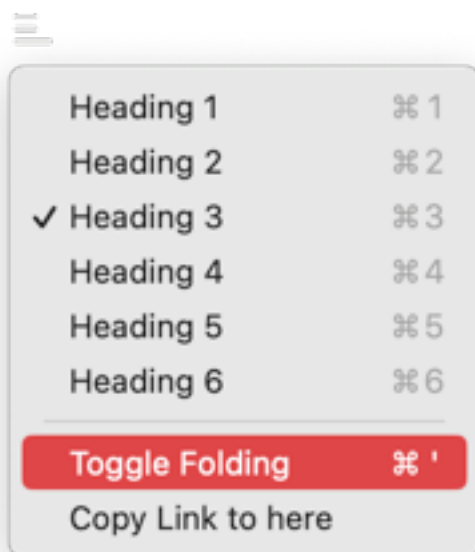 Heading 1 ⌘ 1
Heading 2 ⌘ 2
✓ Heading 3 ⌘ 3
Heading 4 ⌘ 4
Heading 5 ⌘ 5
Heading 6 ⌘ 6
Toggle Folding ⌘ '
Copy Link to here